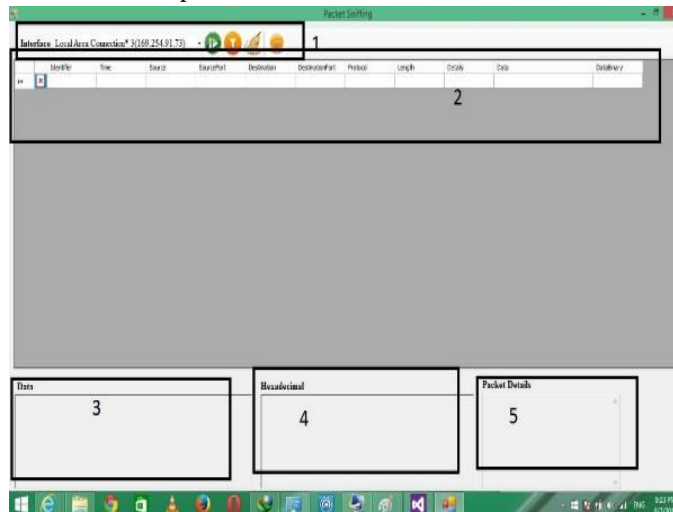 Packet Sniffing
Interface Local Area Connection* 3(169.254.91.73)
1
Identifier Time Source SourcePort Destination DestinationPort Protocol Length Details Data DataBinary
2
Data
3
Hexadecimal
4
Packet Details
5
ENG